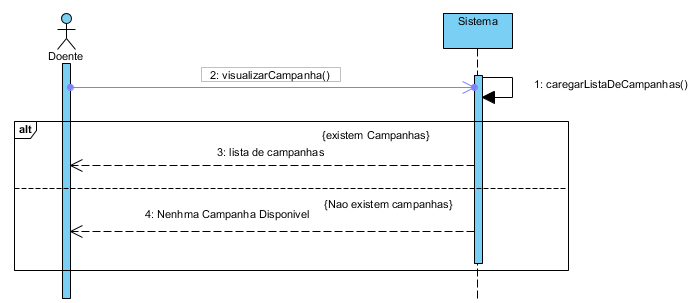 Sistema
Doente
2: visualizarCampanha()
1: caregarListaDeCampanhas()
alt
{existem Campanhas}
3: lista de campanhas
{Nao existem campanhas}
4: Nenhma Campanha Disponivel